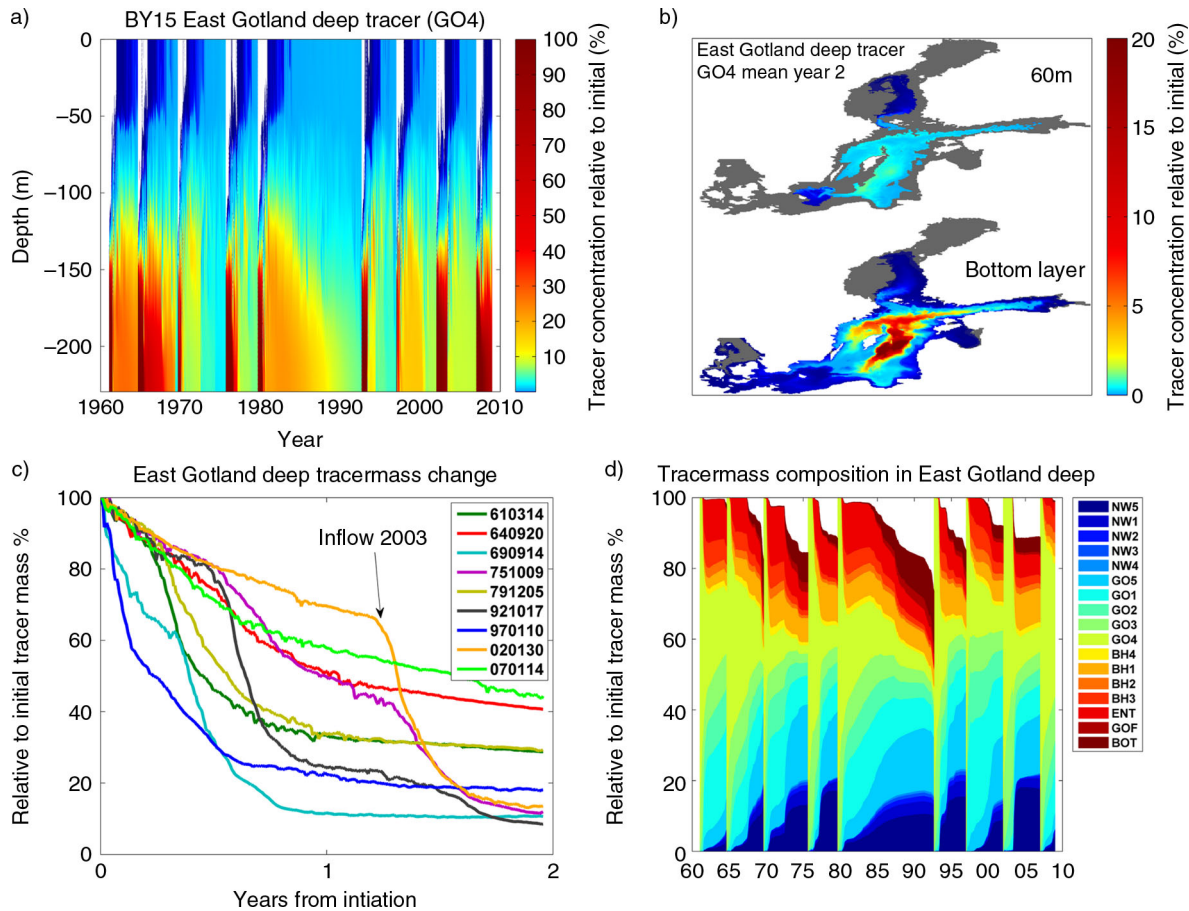 a)
BY15 East Gotland deep tracer (GO4)
0
−50
−100
−150
−200
Depth (m)
1960 1970 1980 1990 2000 2010
Year
100
90
80
70
60
50
40
30
20
10
Tracer concentration relative to initial (%)
b)
East Gotland deep tracer
GO4 mean year 2
60m
Bottom layer
20
15
10
5
0
Tracer concentration relative to initial (%)
c)
East Gotland deep tracermass change
100
80
60
40
20
0
Relative to initial tracer mass %
Inflow 2003
610314
640920
690914
751009
791205
921017
970110
020130
070114
0 1 2
Years from intiation
d)
Tracermass composition in East Gotland deep
100
80
60
40
20
0
Relative to initial tracer mass %
60 65 70 75 80 85 90 95 00 05 10
NW5
NW1
NW2
NW3
NW4
GO5
GO1
GO2
GO3
GO4
BH4
BH1
BH2
BH3
ENT
GOF
BOT